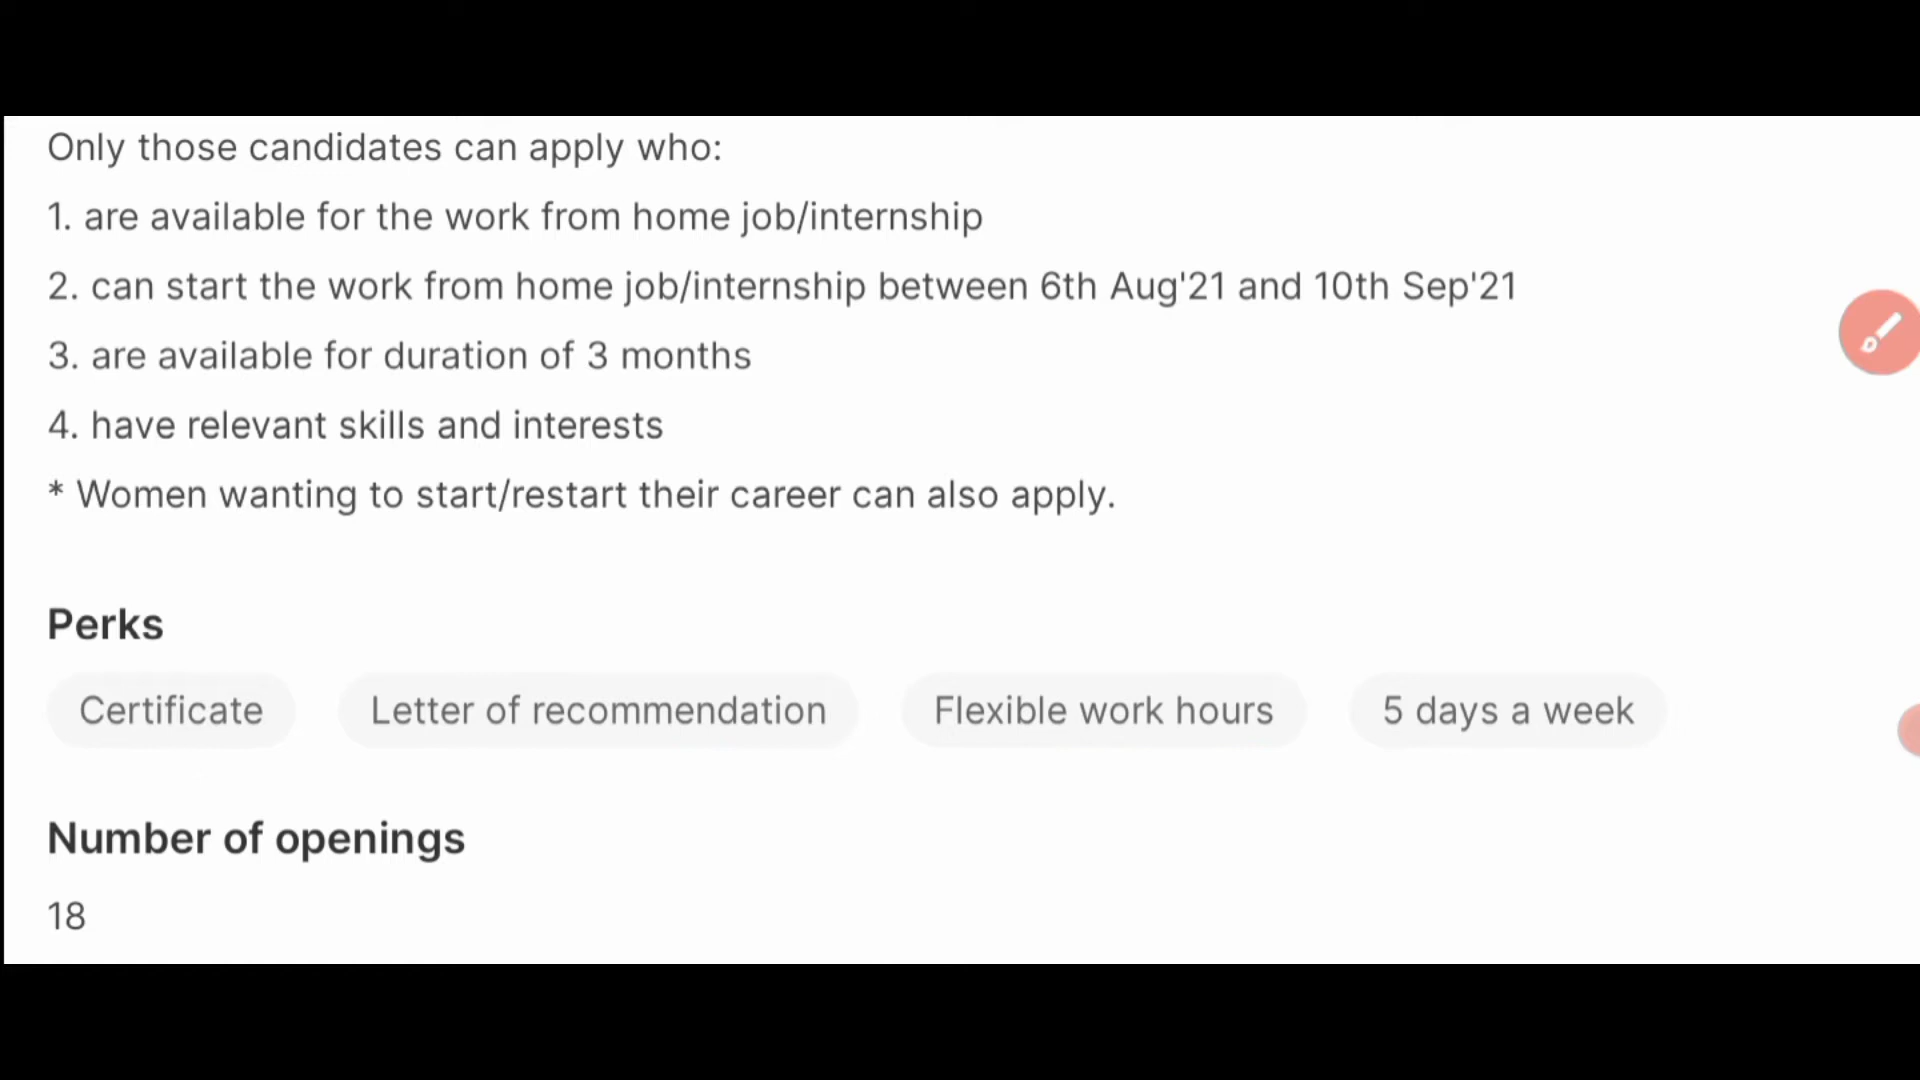 Only those candidates can apply who:
1. are available for the work from home job/internship
2. can start the work from home job/internship between 6th Aug'21 and 10th Sep'21
3. are available for duration of 3 months
4. have relevant skills and interests
* Women wanting to start/restart their career can also apply.
Perks
Certificate Letter of recommendation Flexible work hours 5 days a week
Number of openings
18